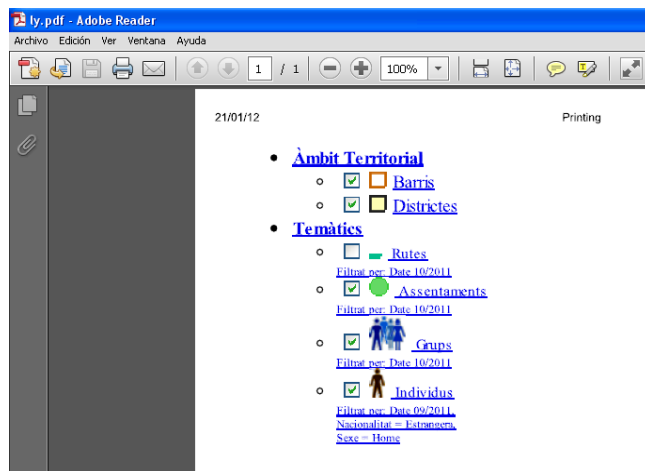 ly.pdf - Adobe Reader
Archivo Edición Ver Ventana Ayuda
1 / 1 100%
21/01/12 Printing
Àmbit Territorial
Barris
Districtes
Temàtics
Rutes
Filtrat per: Date 10/2011
Assentaments
Filtrat per: Date 10/2011
Grups
Filtrat per: Date 10/2011
Individus
Filtrat per: Date 09/2011,
Nacionalitat = Estrangera,
Sexe = Home